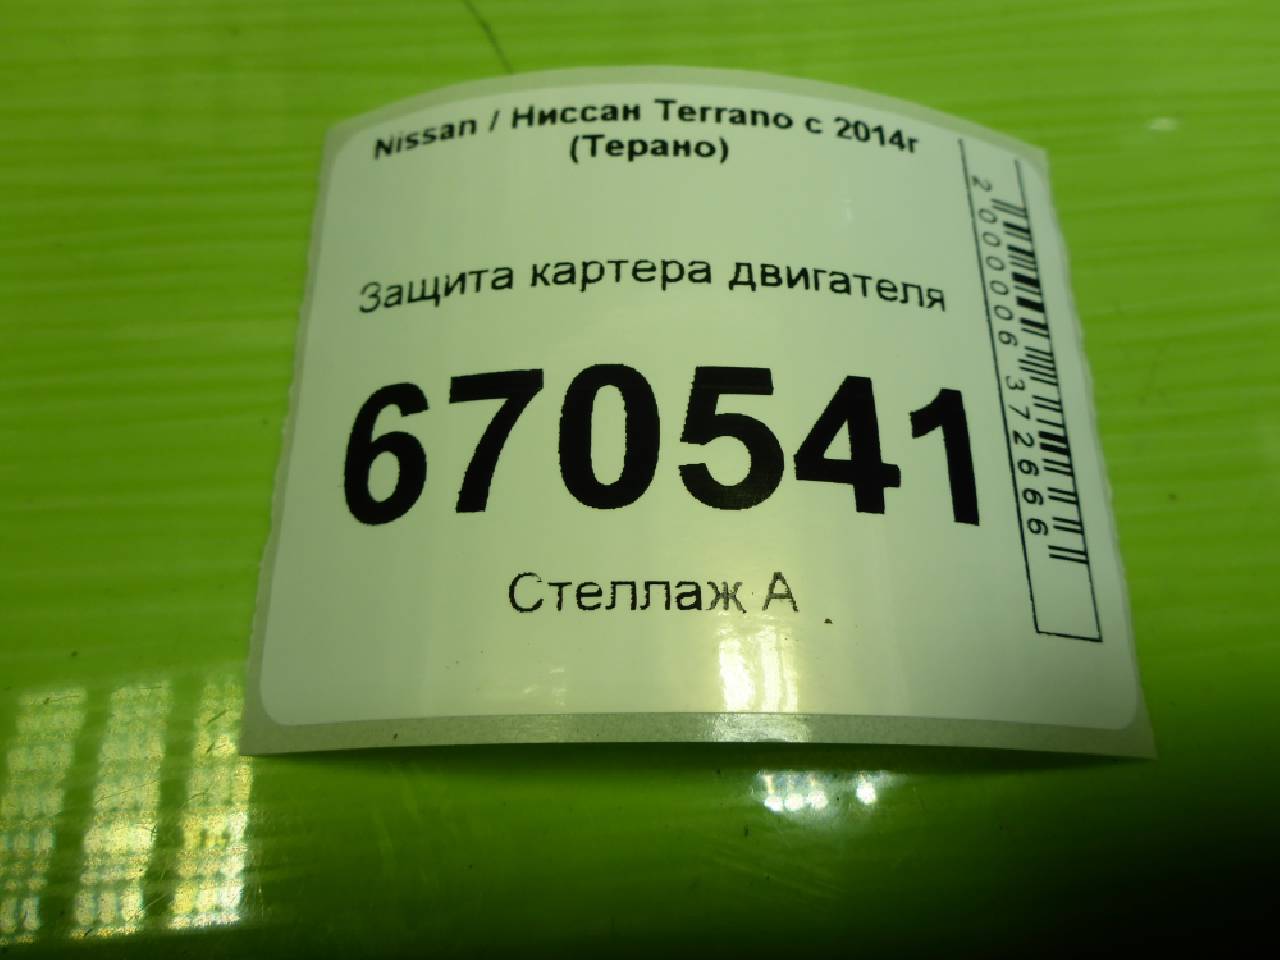 Nissan / Ниссан Terrano с 2014г
(Терано)
Защита картера двигателя
670541
Стеллаж А
2000006372666